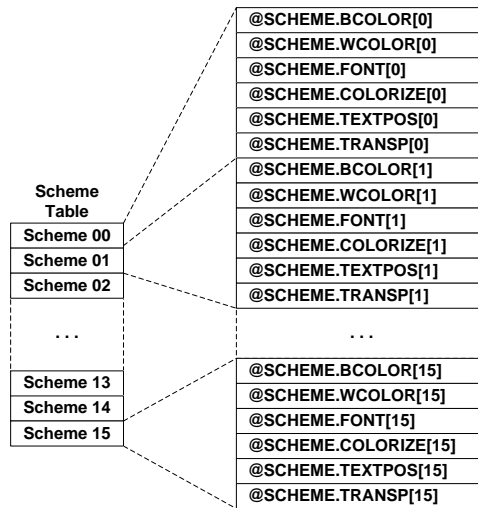 Scheme
Table
Scheme 00
Scheme 01
Scheme 02
. . .
Scheme 13
Scheme 14
Scheme 15
@SCHEME.BCOLOR[0]
@SCHEME.WCOLOR[0]
@SCHEME.FONT[0]
@SCHEME.COLORIZE[0]
@SCHEME.TEXTPOS[0]
@SCHEME.TRANSP[0]
@SCHEME.BCOLOR[1]
@SCHEME.WCOLOR[1]
@SCHEME.FONT[1]
@SCHEME.COLORIZE[1]
@SCHEME.TEXTPOS[1]
@SCHEME.TRANSP[1]
. . .
@SCHEME.BCOLOR[15]
@SCHEME.WCOLOR[15]
@SCHEME.FONT[15]
@SCHEME.COLORIZE[15]
@SCHEME.TEXTPOS[15]
@SCHEME.TRANSP[15]